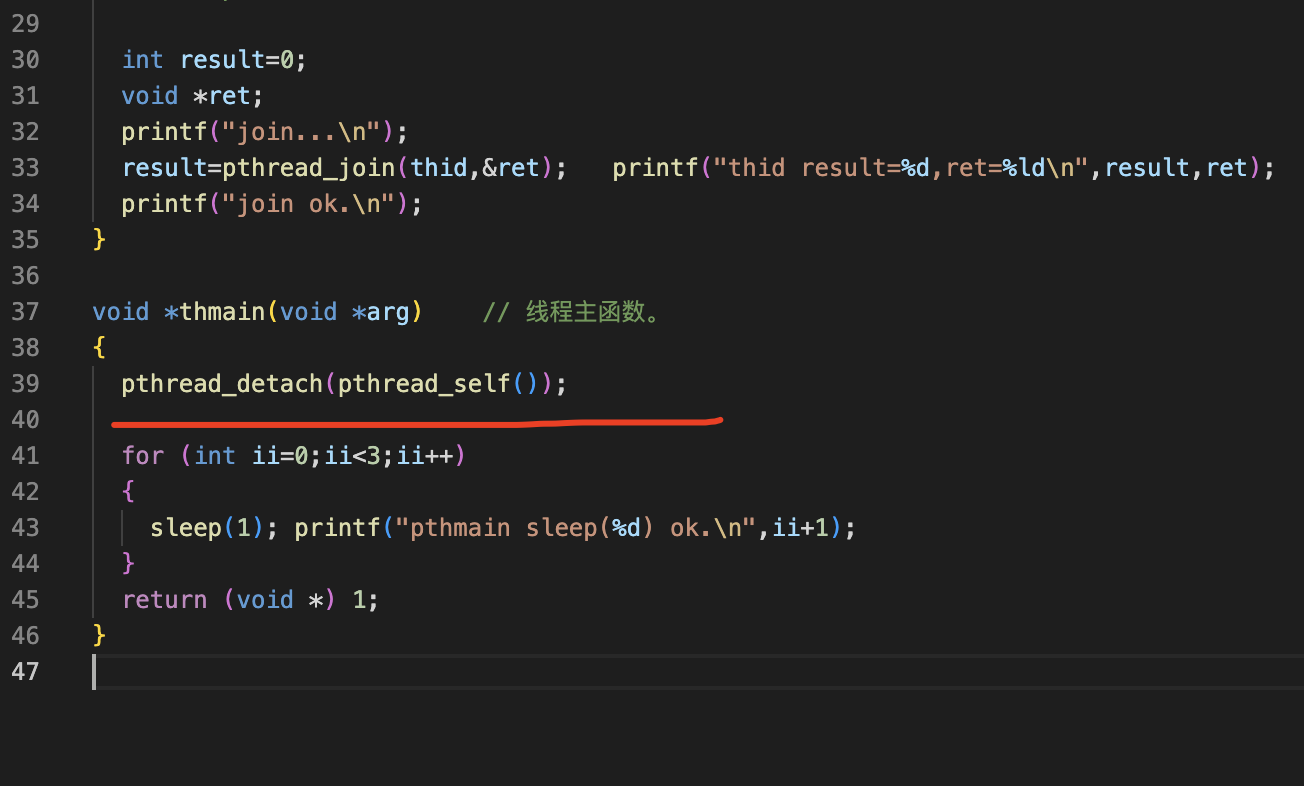 29
30 int result=0;
31 void *ret;
32 printf("join...\n");
33 result=pthread_join(thid,&ret); printf("thid result=%d,ret=%ld\n",result,ret);
34 printf("join ok.\n");
35 }
36
37 void *thmain(void *arg) // 线程主函数。
38 {
39 pthread_detach(pthread_self());
40
41 for (int ii=0;ii<3;ii++)
42 {
43 sleep(1); printf("pthmain sleep(%d) ok.\n",ii+1);
44 }
45 return (void *) 1;
46 }
47